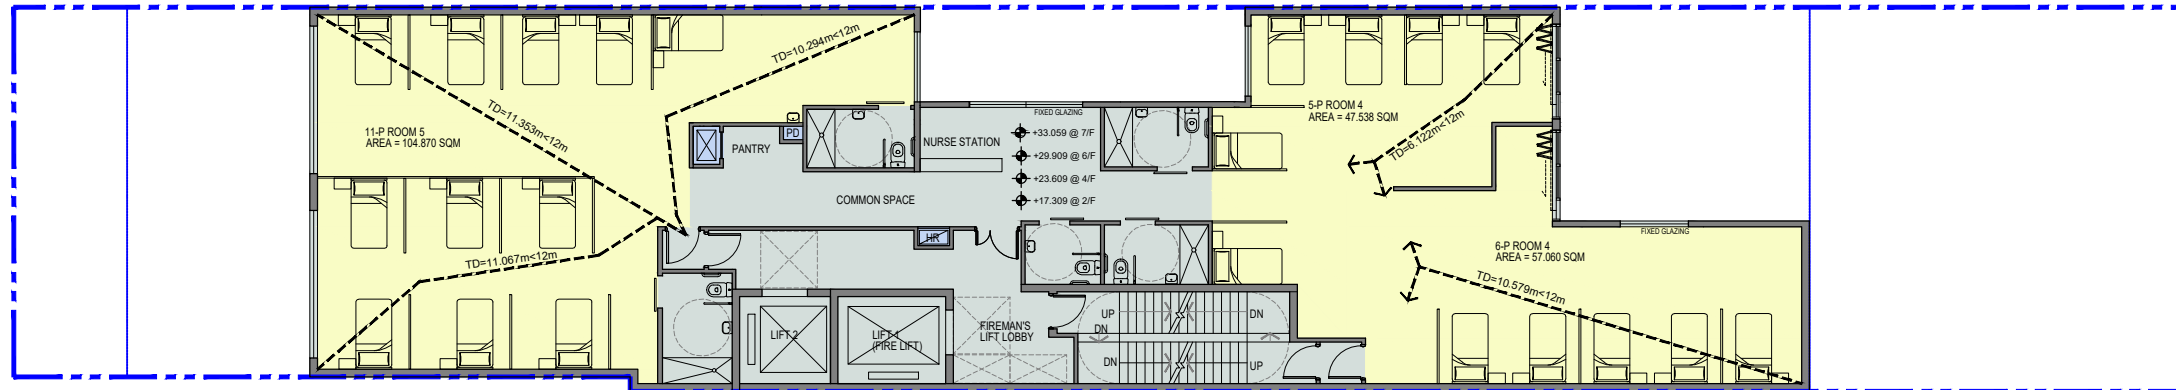 TD=10.294m<12m
TD=11.353m<12m
11-P ROOM 5
AREA = 104.870 SQM
PD
PANTRY
NURSE STATION
FIXED GLAZING
+33.059 @ 7/F
+29.909 @ 6/F
+23.609 @ 4/F
+17.309 @ 2/F
COMMON SPACE
5-P ROOM 4
AREA = 47.538 SQM
TD=6.122m<12m
HR
FIXED GLAZING
6-P ROOM 4
AREA = 57.060 SQM
TD=11.067m<12m
TD=10.579m<12m
LIFT 2
LIFT 1
(FIRE LIFT)
FIREMAN'S
LIFT LOBBY
UP
DN
DN
DN
UP